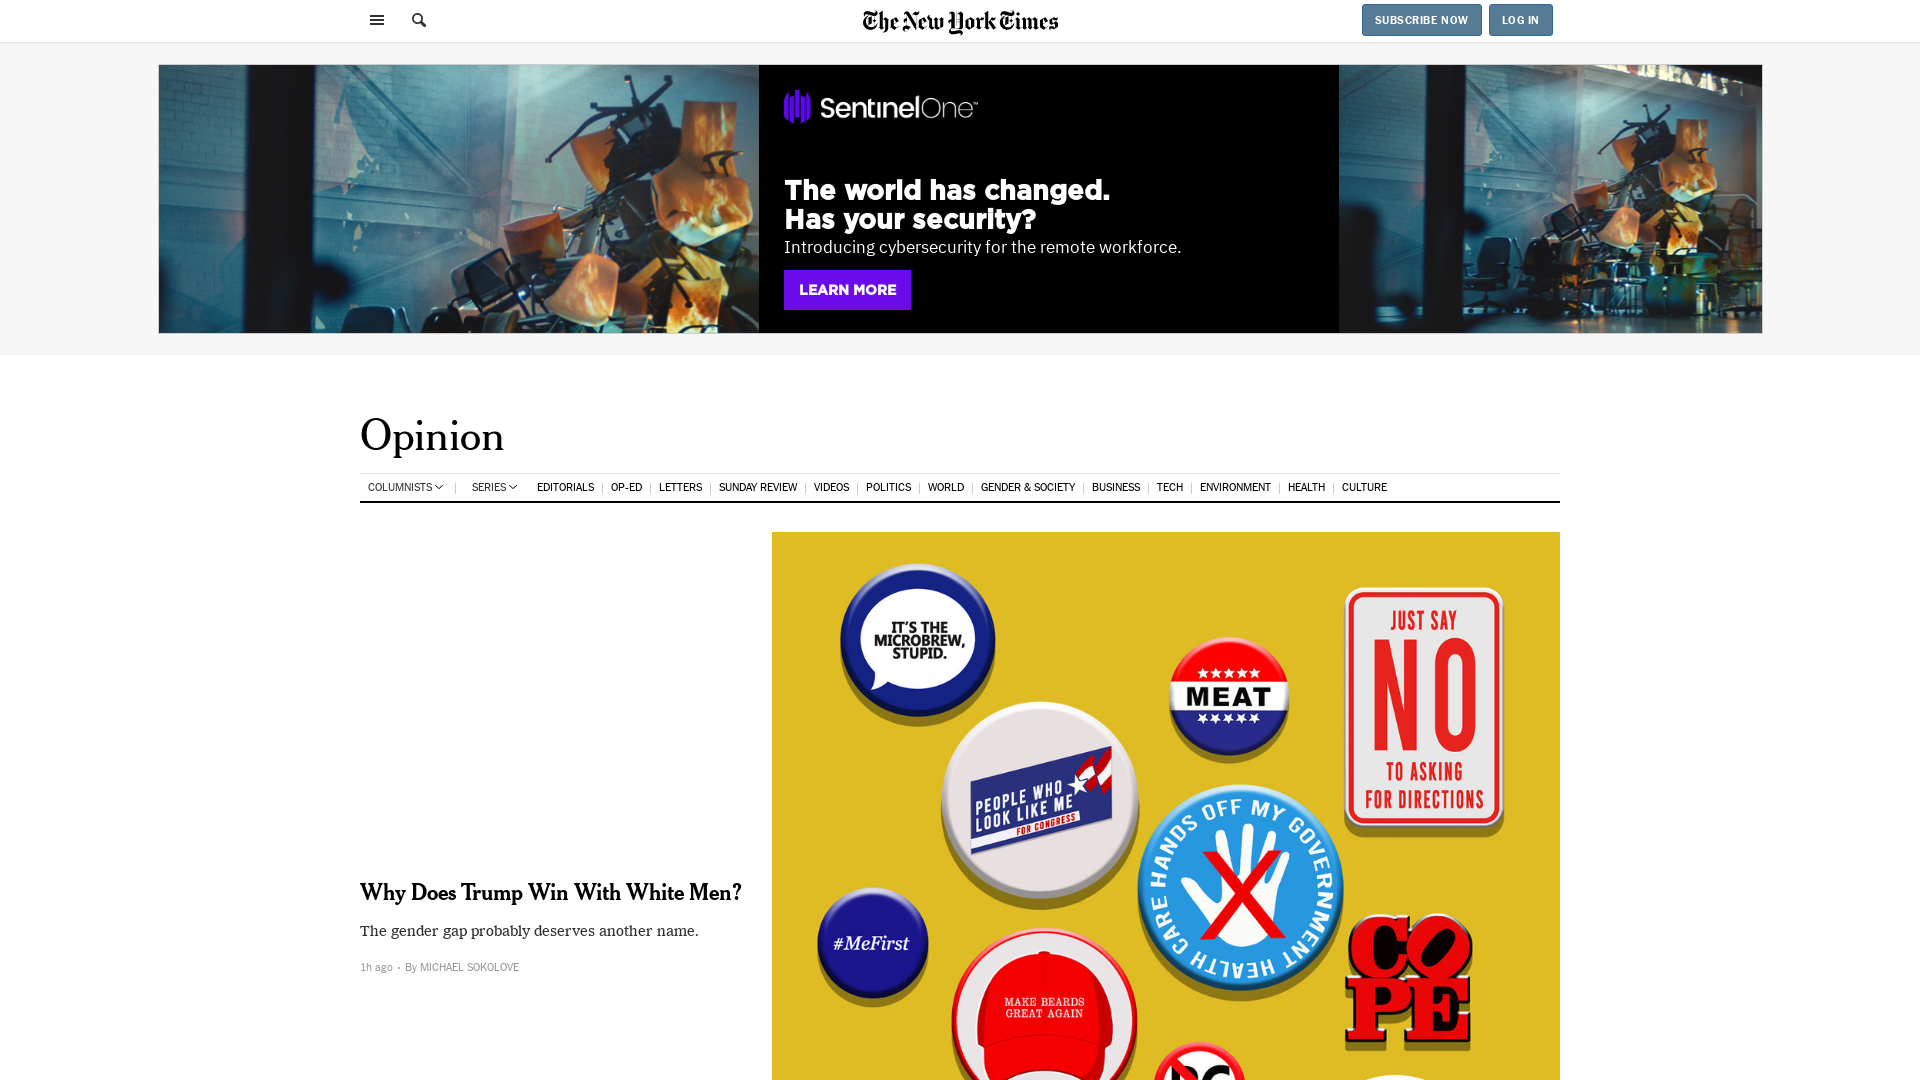 The New York Times
SUBSCRIBE NOW
LOG IN
SentinelOne™
The world has changed.
Has your security?
Introducing cybersecurity for the remote workforce.
LEARN MORE
Opinion
COLUMNISTS
SERIES
EDITORIALS
OP-ED
LETTERS
SUNDAY REVIEW
VIDEOS
POLITICS
WORLD
GENDER & SOCIETY
BUSINESS
TECH
ENVIRONMENT
HEALTH
CULTURE
Why Does Trump Win With White Men?
The gender gap probably deserves another name.
1h ago · By MICHAEL SOKOLOVE
IT'S THE
MICROBREW,
STUPID.
MEAT
JUST SAY
NO
TO ASKING
FOR DIRECTIONS
PEOPLE WHO
LOOK LIKE ME
FOR CONGRESS
HANDS OFF MY GOVERNMENT HEALTH CARE
#MeFirst
MAKE BEARDS
GREAT AGAIN
CO
PE